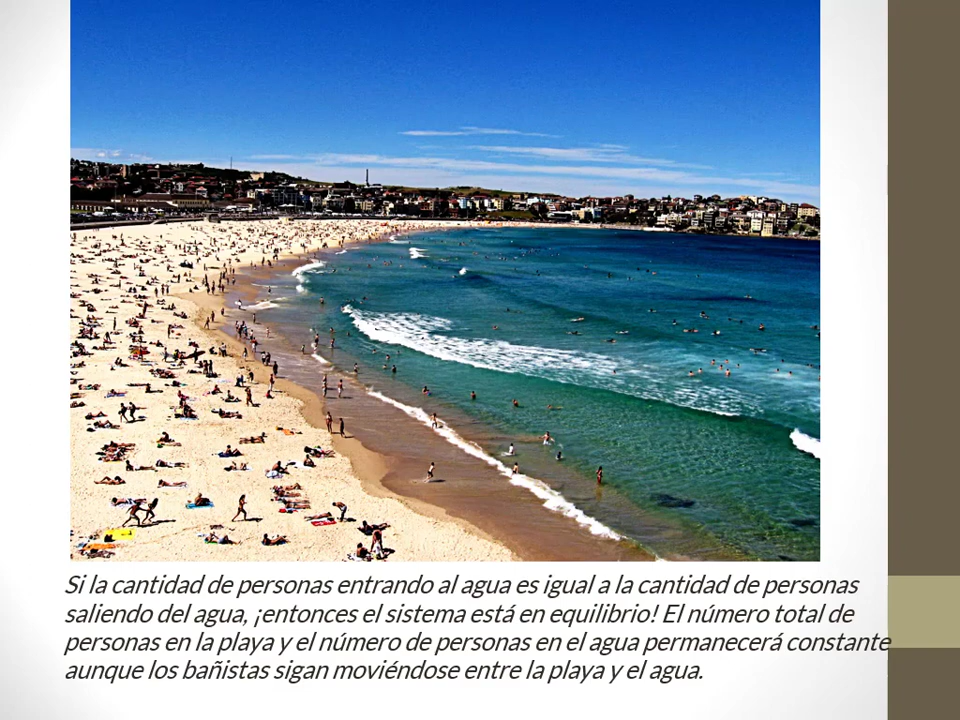 Si la cantidad de personas entrando al agua es igual a la cantidad de personas
saliendo del agua, ¡entonces el sistema está en equilibrio! El número total de
personas en la playa y el número de personas en el agua permanecerá constante
aunque los bañistas sigan moviéndose entre la playa y el agua.